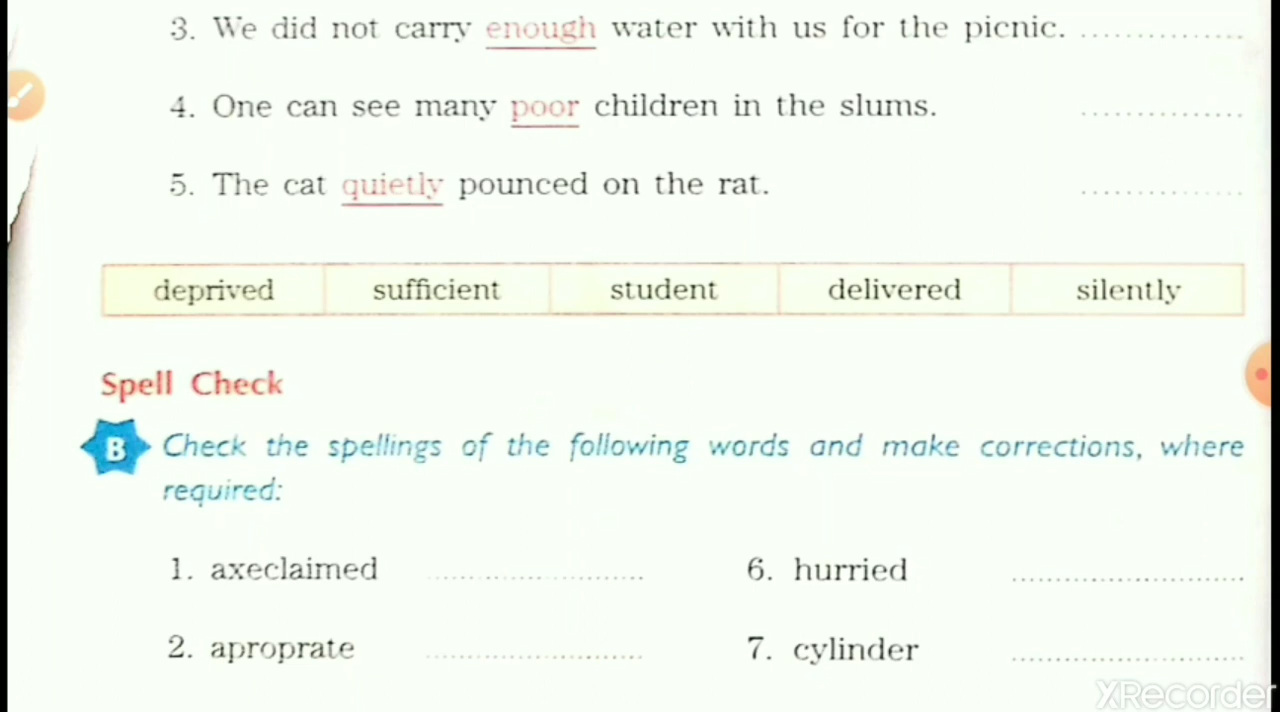 3. We did not carry enough water with us for the picnic. ................
4. One can see many poor children in the slums. ................
5. The cat quietly pounced on the rat. ................
deprived sufficient student delivered silently
Spell Check
B Check the spellings of the following words and make corrections, where
required:
1. axeclaimed ........................ 6. hurried ........................
2. aproprate ........................ 7. cylinder ........................
XRecorder